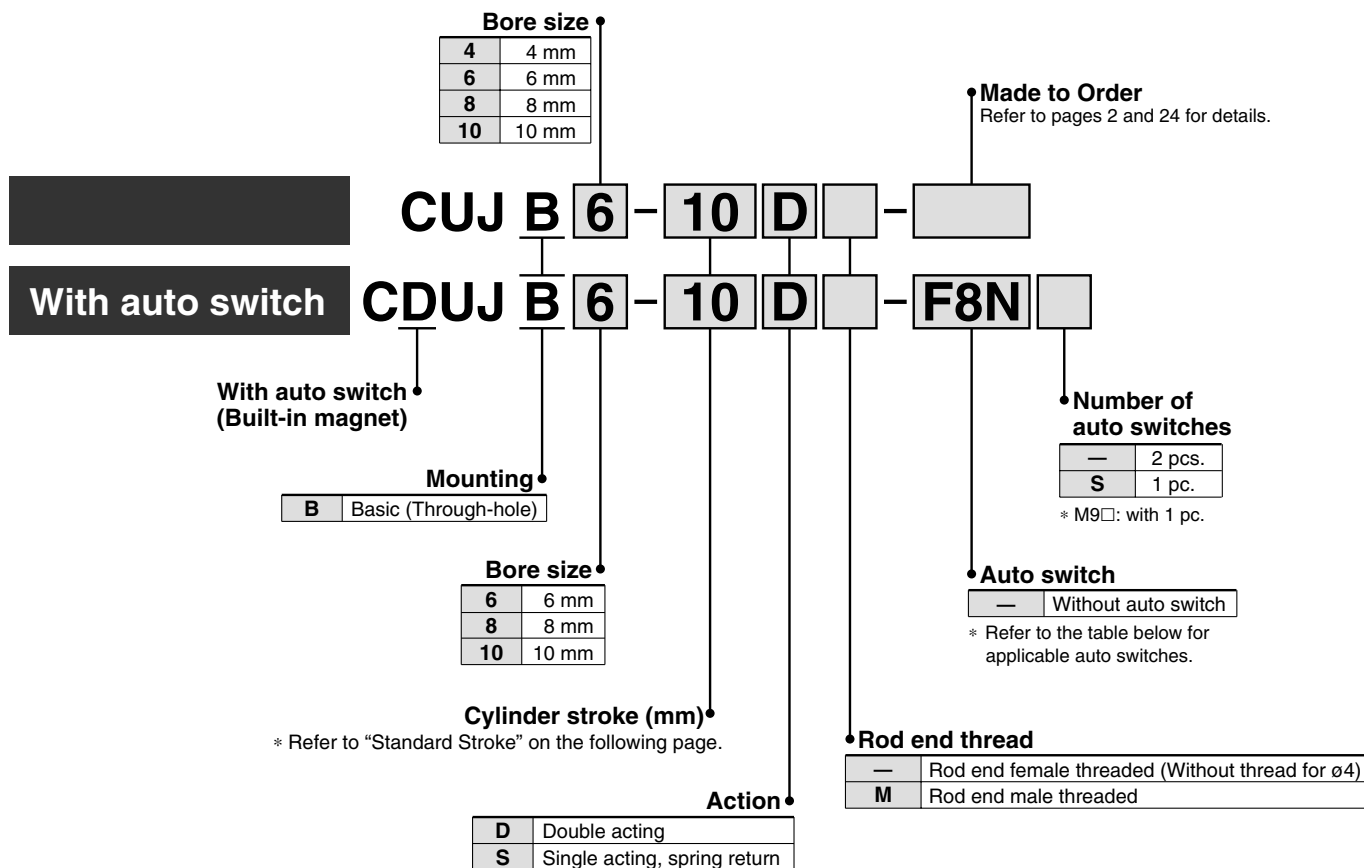 Bore size
4 4 mm
6 6 mm
8 8 mm
10 10 mm
Made to Order
Refer to pages 2 and 24 for details.
CUJ B 6 – 10 D –
With auto switch CDUJ B 6 – 10 D – F8N
With auto switch
(Built-in magnet)
Mounting
B Basic (Through-hole)
Bore size
6 6 mm
8 8 mm
10 10 mm
Cylinder stroke (mm)
* Refer to “Standard Stroke” on the following page.
Action
D Double acting
S Single acting, spring return
Number of
auto switches
— 2 pcs.
S 1 pc.
* M9□: with 1 pc.
Auto switch
— Without auto switch
* Refer to the table below for
applicable auto switches.
Rod end thread
— Rod end female threaded (Without thread for ø4)
M Rod end male threaded